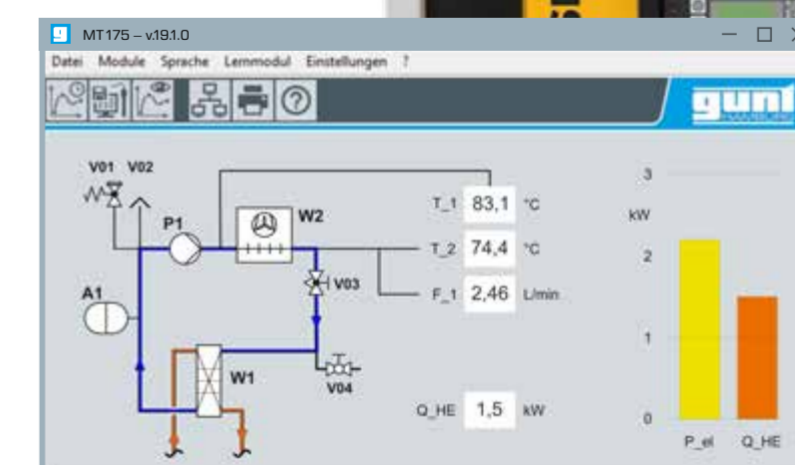 MT175 – v.19.1.0
Datei Module Sprache Lernmodul Einstellungen ?
gunt
V01 V02
P1
W2
A1
V03
W1
V04
T_1 83,1 °C
T_2 74,4 °C
F_1 2,46 L/min
Q_HE 1,5 kW
3
kW
2
1
0
P_el Q_HE